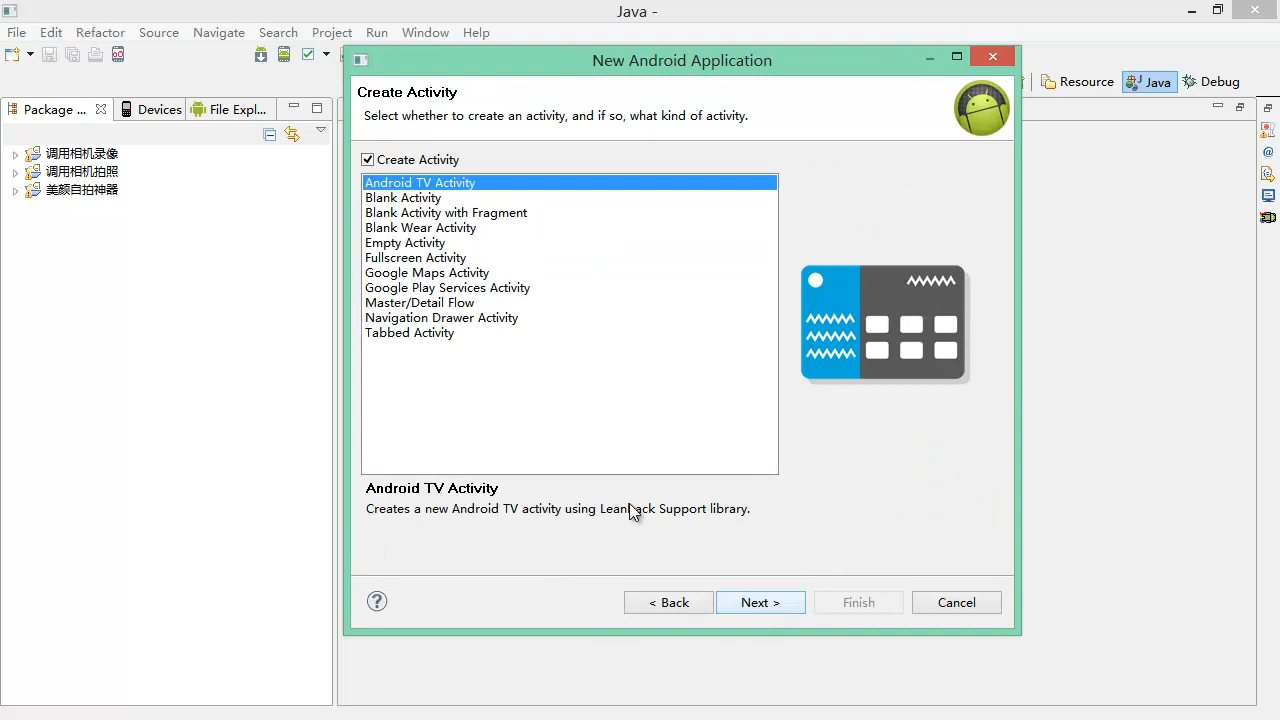 Java -
File Edit Refactor Source Navigate Search Project Run Window Help
Resource Java Debug
Package ... Devices File Expl...
调用相机录像
调用相机拍照
美颜自拍神器
New Android Application
Create Activity
Select whether to create an activity, and if so, what kind of activity.
Create Activity
Android TV Activity
Blank Activity
Blank Activity with Fragment
Blank Wear Activity
Empty Activity
Fullscreen Activity
Google Maps Activity
Google Play Services Activity
Master/Detail Flow
Navigation Drawer Activity
Tabbed Activity
Android TV Activity
Creates a new Android TV activity using Leanback Support library.
< Back Next > Finish Cancel